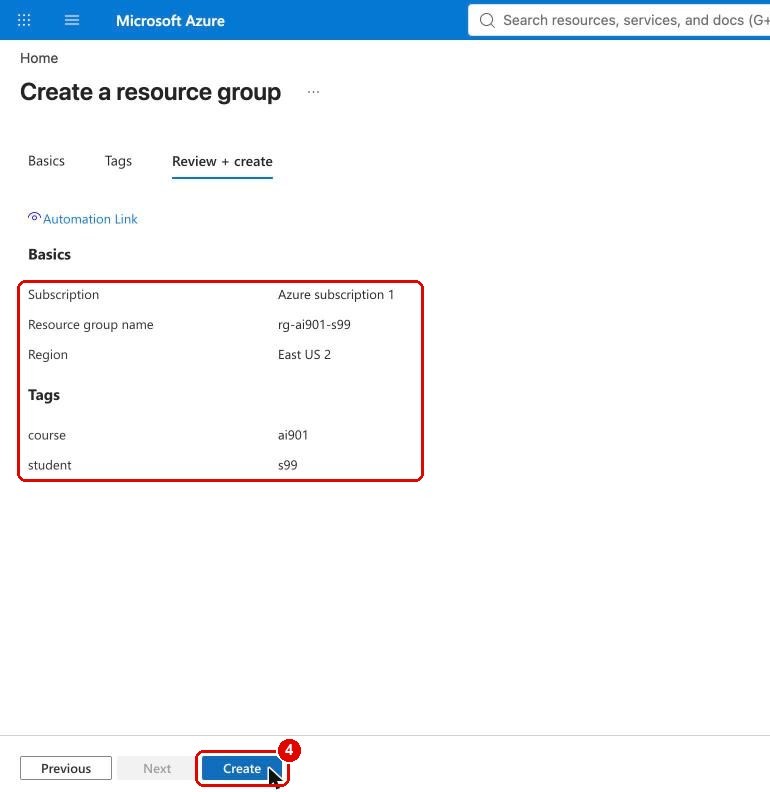 Microsoft Azure
Search resources, services, and docs (G+
Home
Create a resource group ...
Basics Tags Review + create
Automation Link
Basics
Subscription Azure subscription 1
Resource group name rg-ai901-s99
Region East US 2
Tags
course ai901
student s99
4
Previous Next Create